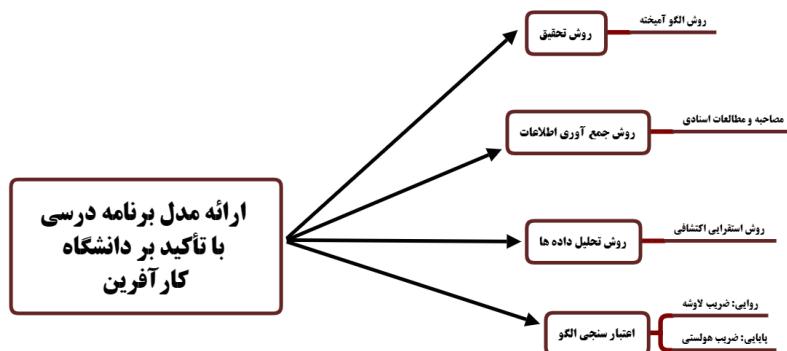 روش الگو آمیخته
روش تحقیق
مصاحبه و مطالعات اسنادی
روش جمع آوری اطلاعات
ارائه مدل برنامه درسی
با تأکید بر دانشگاه
کارآفرین
روش استقرایی اکتشافی
روش تحلیل داده ها
روایی: ضریب لاوشه
اعتبار سنجی الگو
پایایی: ضریب هولستی